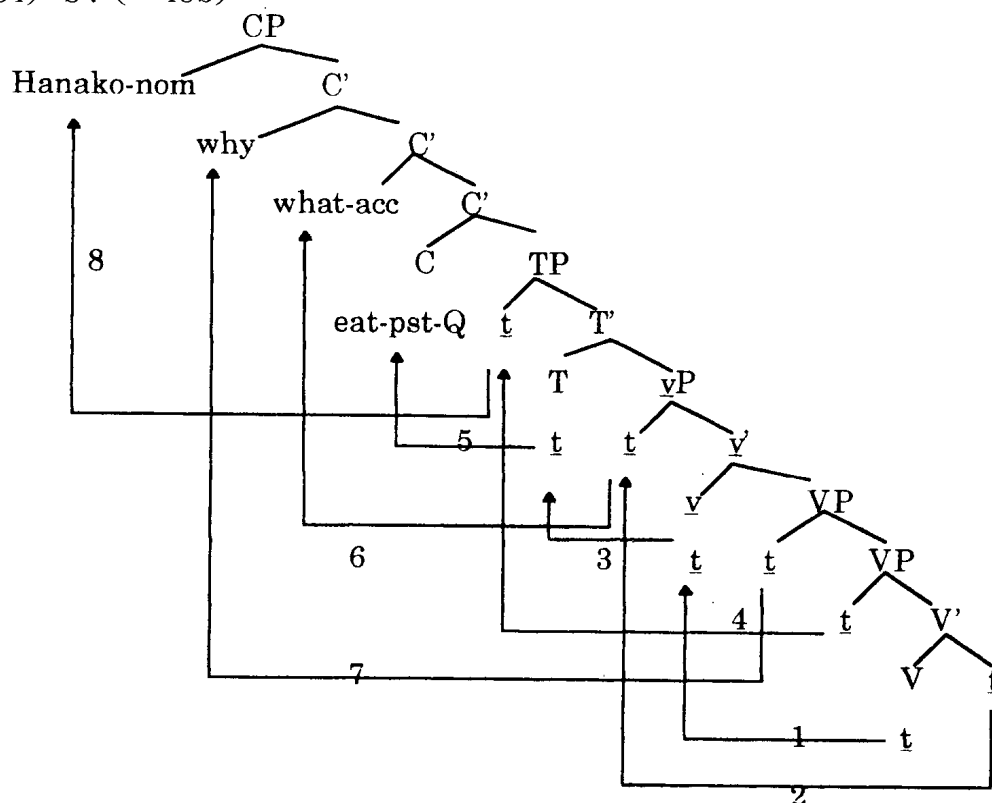 CP
Hanako-nom C'
why C'
what-acc C'
8 C TP
eat-pst-Q t T'
T vP
5 t t v'
v VP
6 3 t t VP
4 t V'
7 V t
1 t
2